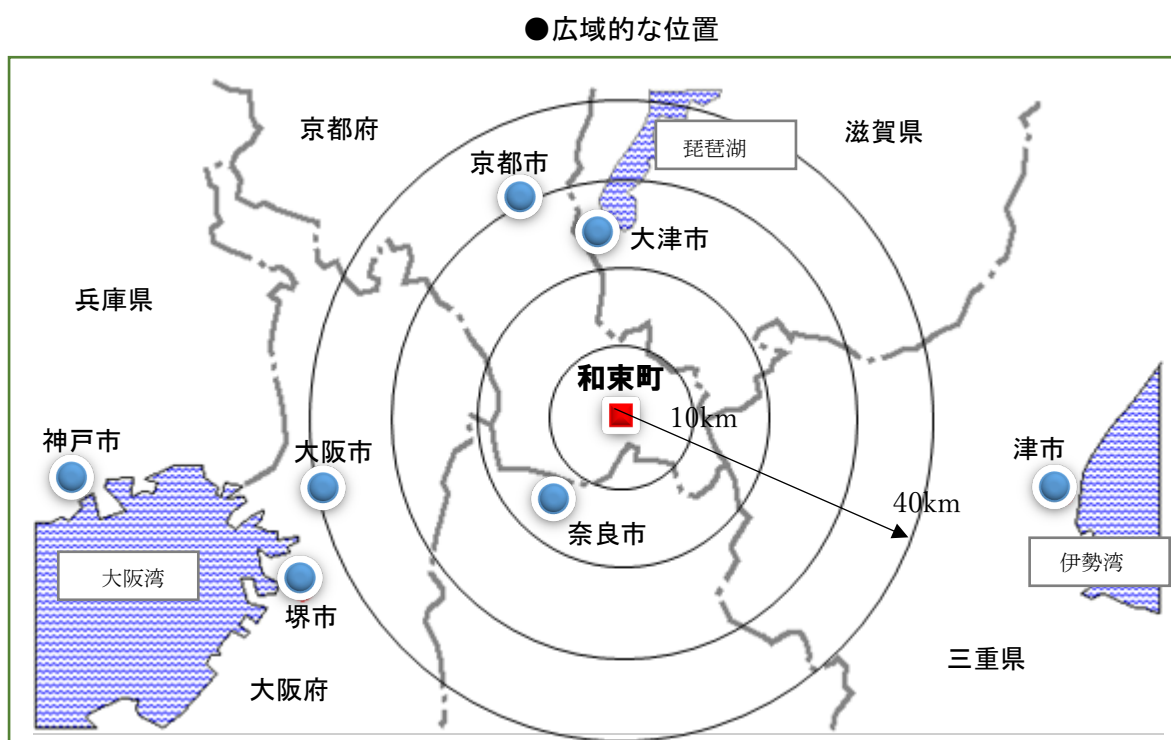 ●広域的な位置
京都府
滋賀県
琵琶湖
京都市
大津市
兵庫県
和束町
10km
神戸市
大阪市
津市
40km
奈良市
大阪湾
伊勢湾
堺市
三重県
大阪府